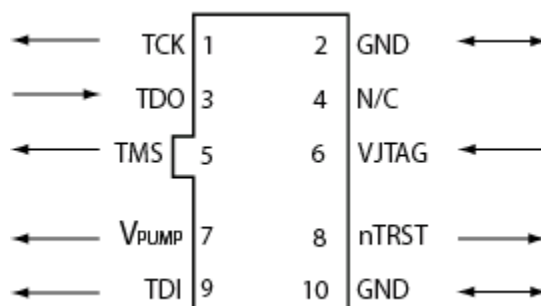 TCK 1 2 GND
TDO 3 4 N/C
TMS 5 6 VJTAG
VPUMP 7 8 nTRST
TDI 9 10 GND